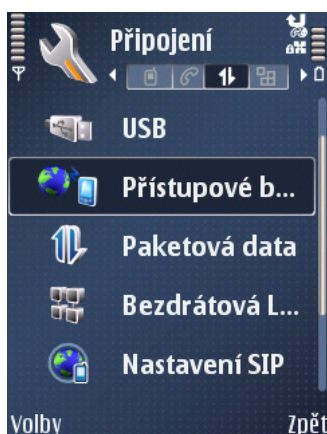 Připojení
USB
Přístupové b...
Paketová data
Bezdrátová L...
Nastavení SIP
Volby
Zpět